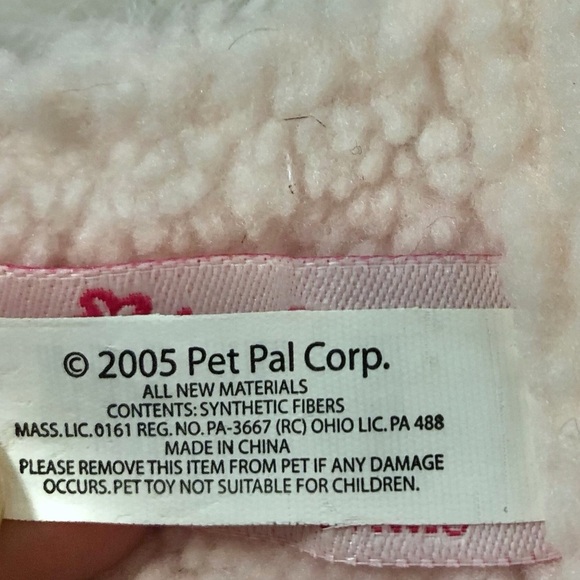 © 2005 Pet Pal Corp.
ALL NEW MATERIALS
CONTENTS: SYNTHETIC FIBERS
MASS. LIC. 0161 REG. NO. PA-3667 (RC) OHIO LIC. PA 488
MADE IN CHINA
PLEASE REMOVE THIS ITEM FROM PET IF ANY DAMAGE
OCCURS. PET TOY NOT SUITABLE FOR CHILDREN.